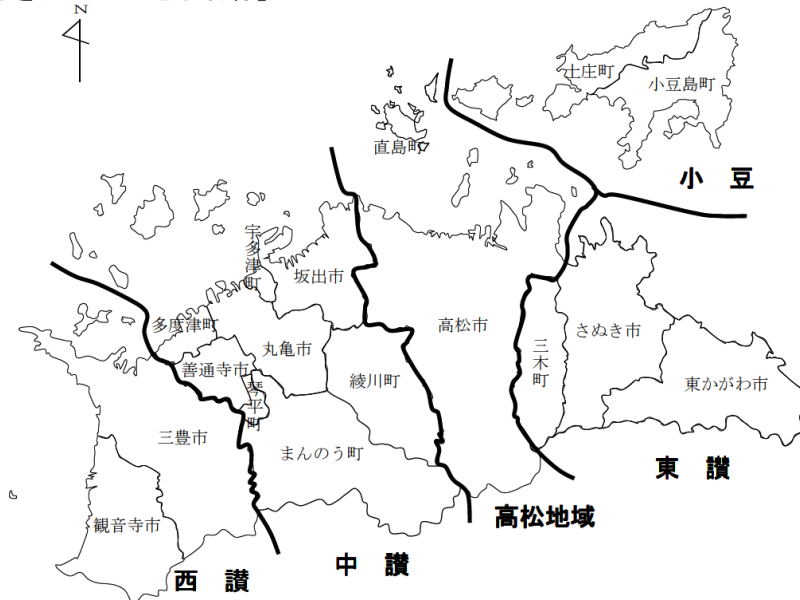 N
土庄町
小豆島町
直島町
小 豆
宇多津町
坂出市
多度津町
高松市
さぬき市
丸亀市
三木町
善通寺市
綾川町
琴平町
東かがわ市
三豊市
まんのう町
東 讃
高松地域
観音寺市
中 讃
西 讃